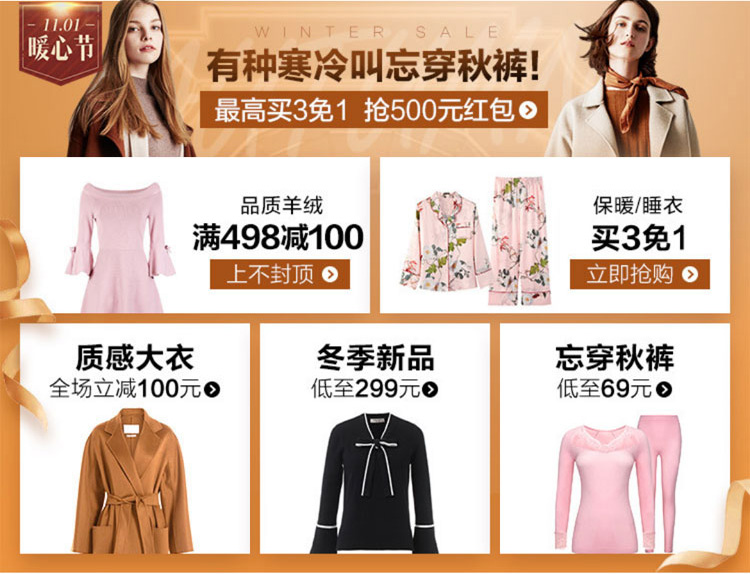 11.01
暖心节
WINTER SALE
有种寒冷叫忘穿秋裤!
最高买3免1 抢500元红包
品质羊绒
满498减100
上不封顶
保暖/睡衣
买3免1
立即抢购
质感大衣
全场立减100元
冬季新品
低至299元
忘穿秋裤
低至69元